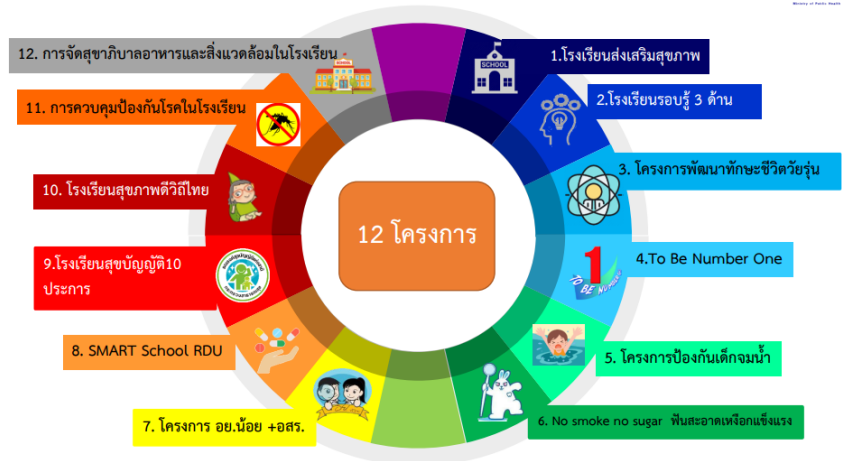 Ministry of Public Health
12. การจัดสุขาภิบาลอาหารและสิ่งแวดล้อมในโรงเรียน
1.โรงเรียนส่งเสริมสุขภาพ
SCHOOL
SCHOOL
11. การควบคุมป้องกันโรคในโรงเรียน
2.โรงเรียนรอบรู้ 3 ด้าน
3. โครงการพัฒนาทักษะชีวิตวัยรุ่น
10. โรงเรียนสุขภาพดีวิถีไทย
12 โครงการ
9.โรงเรียนสุขบัญญัติ10
ประการ
4.To Be Number One
1
TO BE NUMBER
8. SMART School RDU
5. โครงการป้องกันเด็กจมน้ำ
7. โครงการ อย.น้อย +อสร.
6. No smoke no sugar ฟันสะอาดเหงือกแข็งแรง